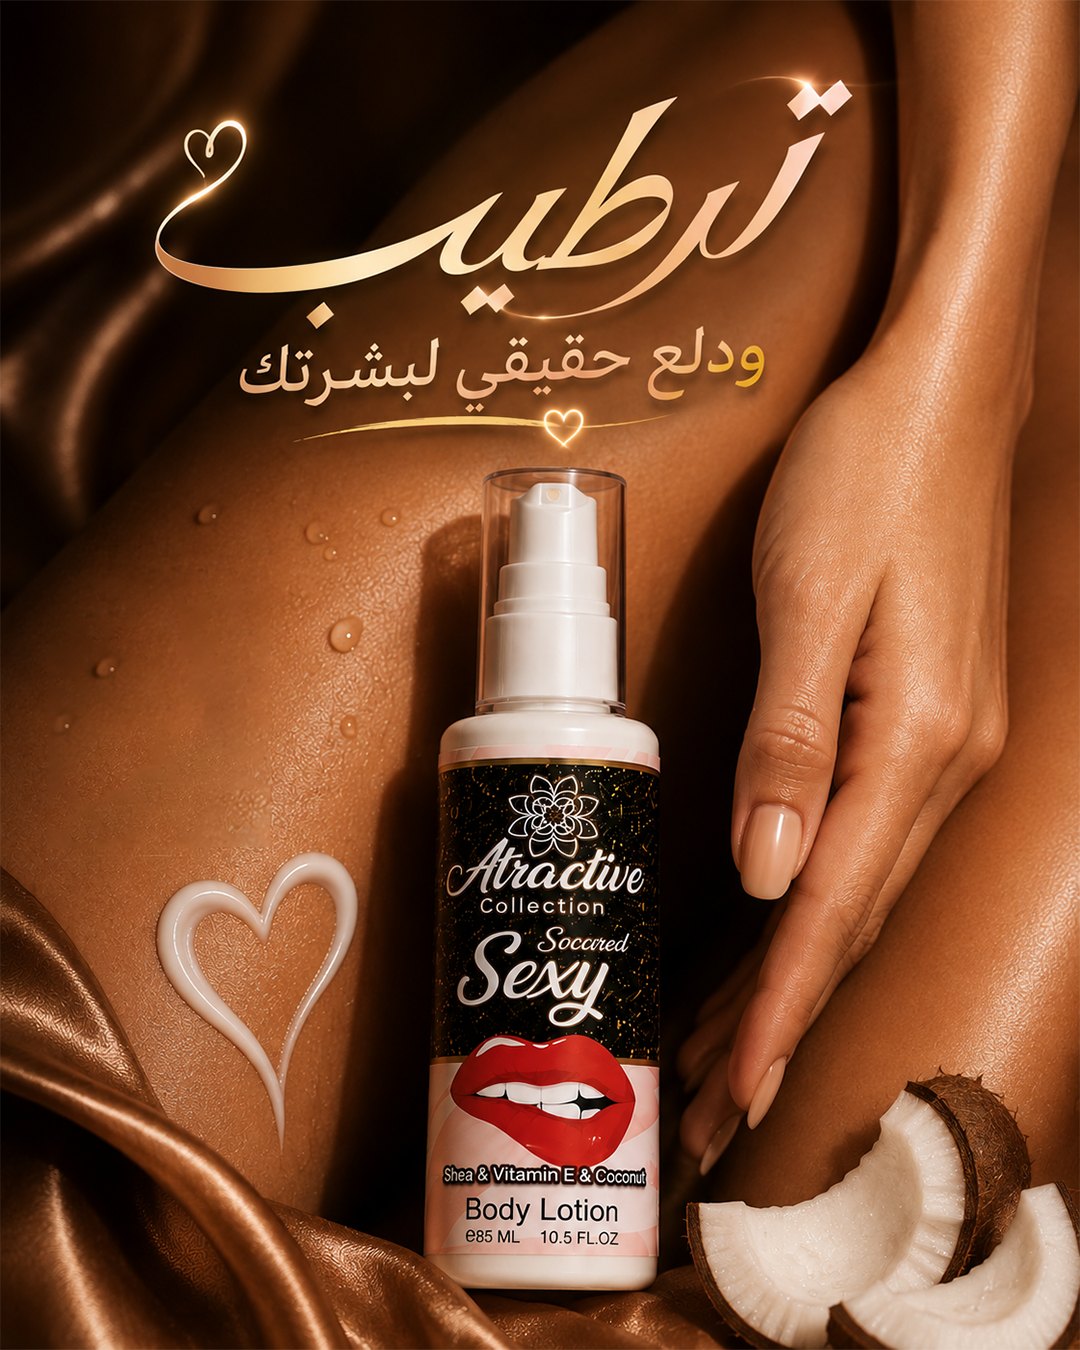 ترطيب
ودلع حقيقي لبشرتك
Atractive
Collection
Soccared
Sexy
Shea & Vitamin E & Coconut
Body Lotion
e85 ML 10.5 FL.OZ